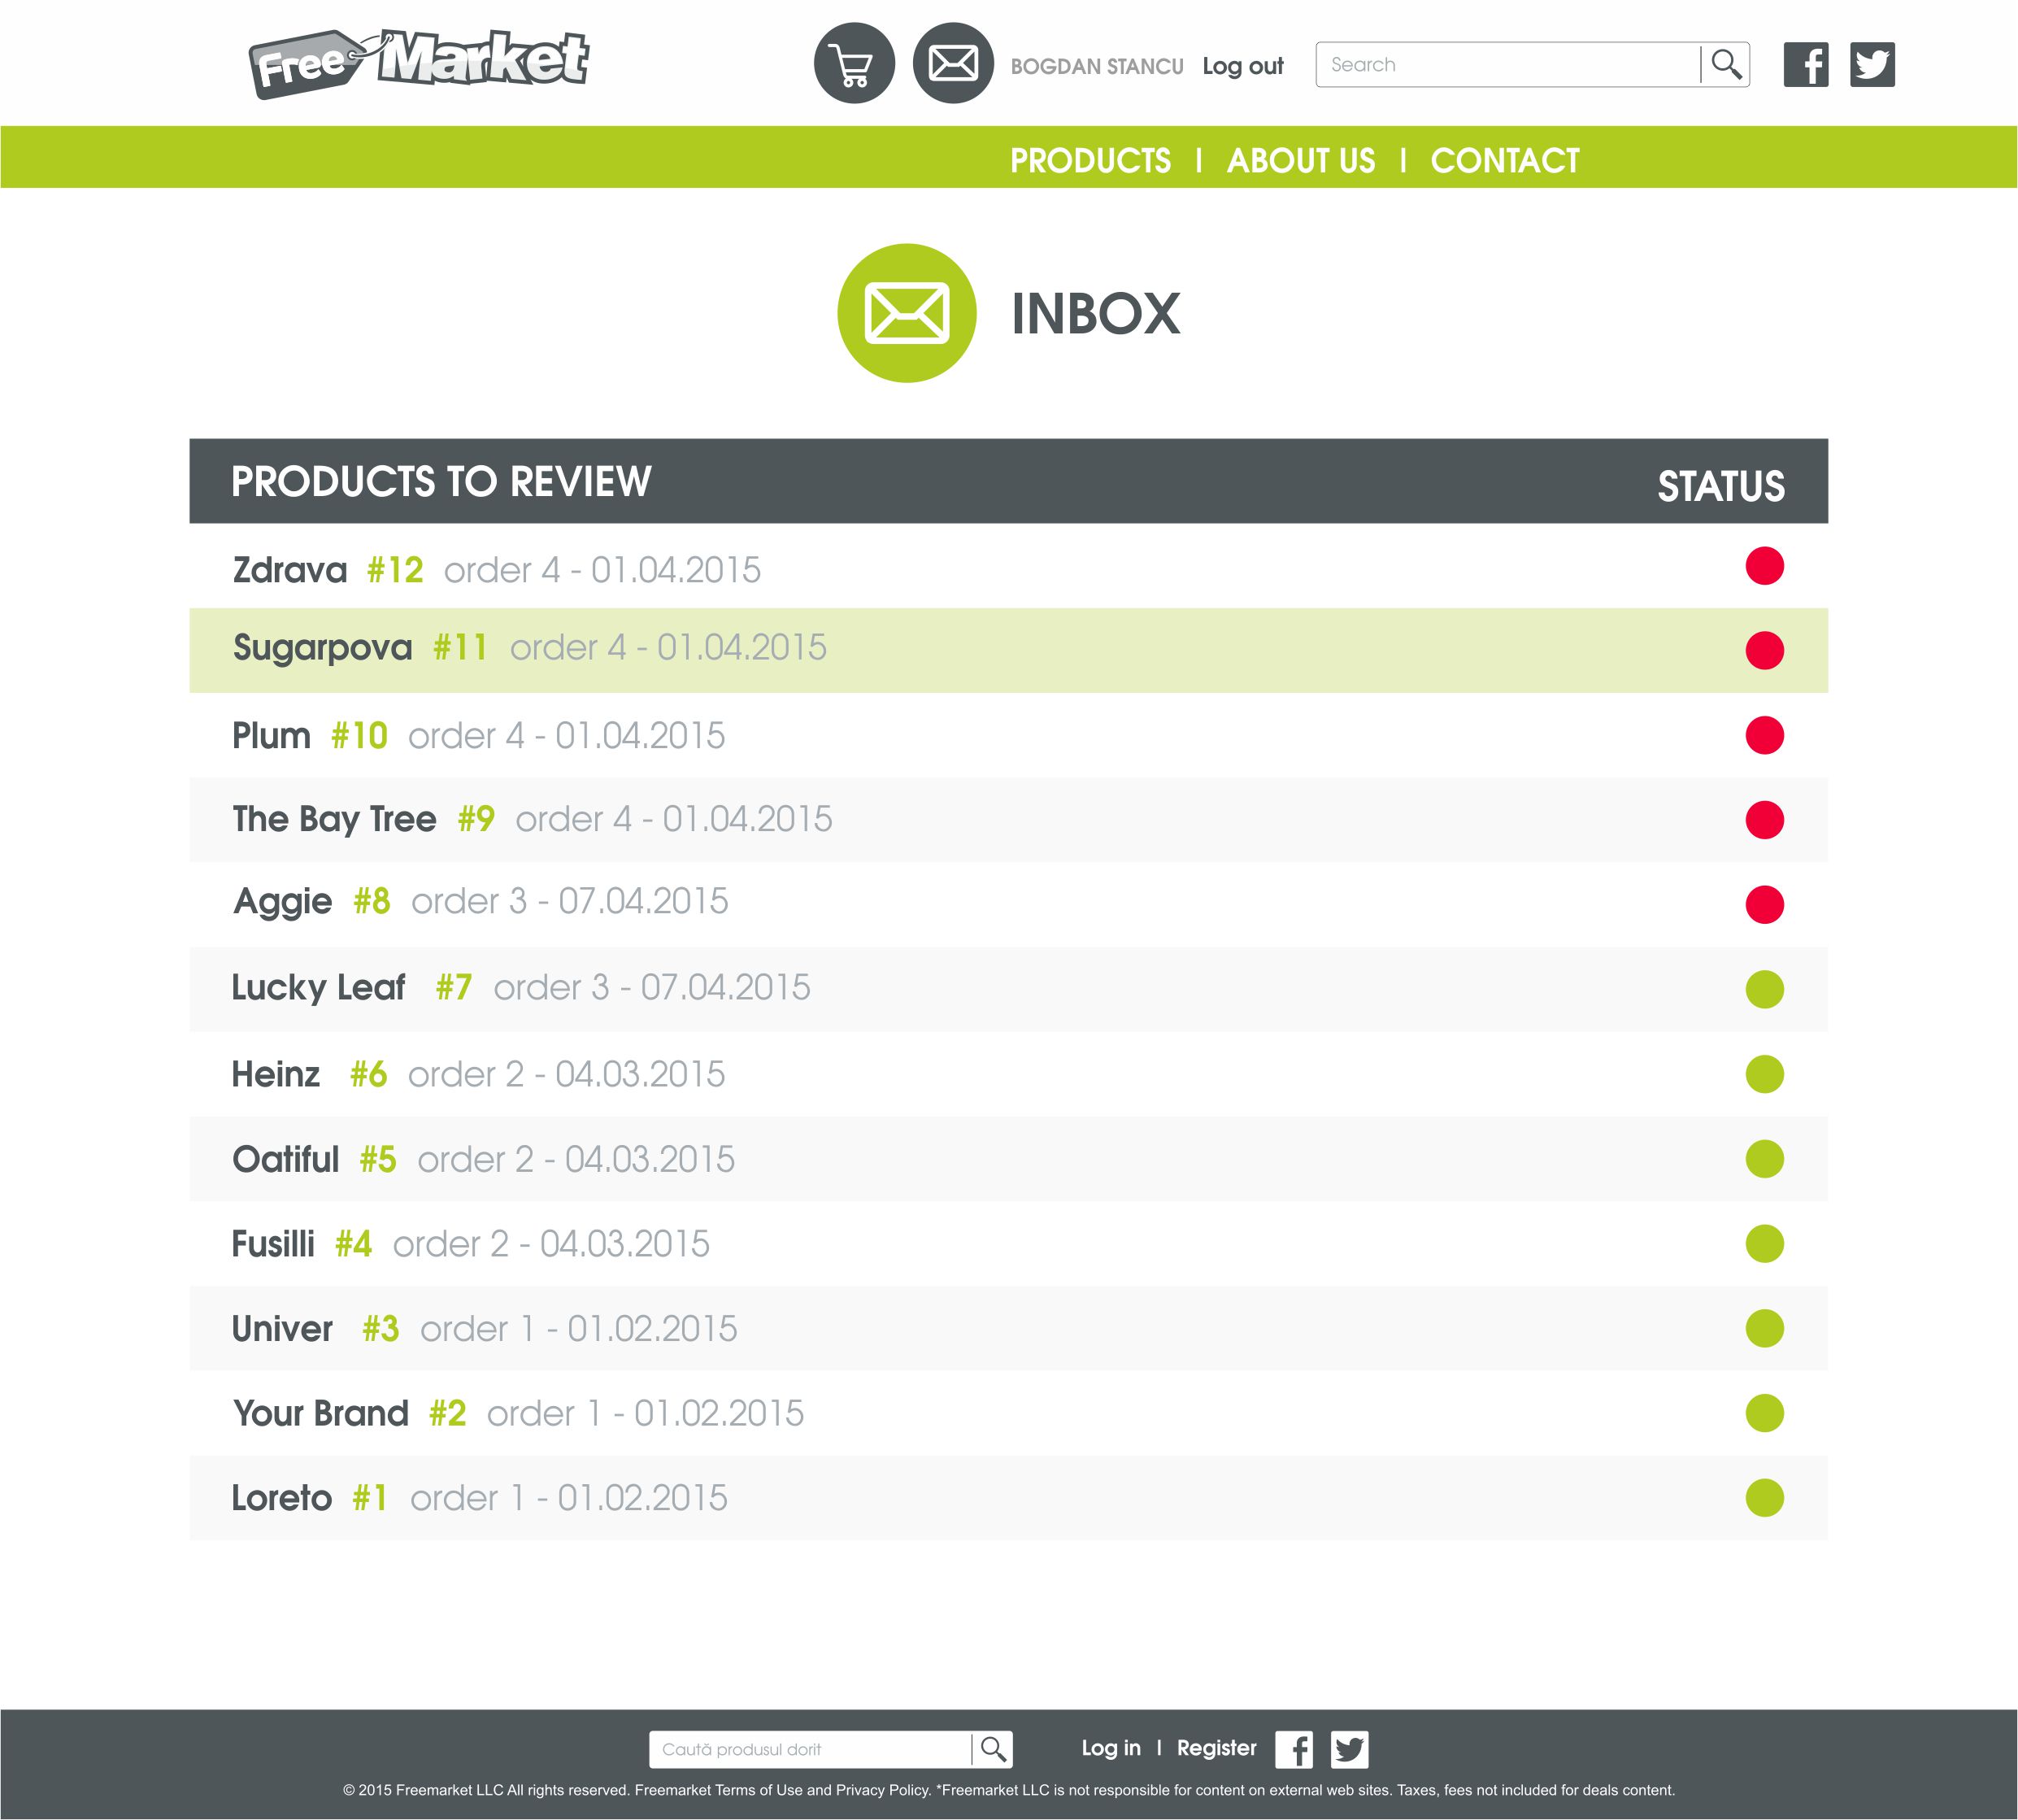 Free Market
BOGDAN STANCU Log out Search
PRODUCTS | ABOUT US | CONTACT
INBOX
PRODUCTS TO REVIEW STATUS
Zdrava #12 order 4 - 01.04.2015
Sugarpova #11 order 4 - 01.04.2015
Plum #10 order 4 - 01.04.2015
The Bay Tree #9 order 4 - 01.04.2015
Aggie #8 order 3 - 07.04.2015
Lucky Leaf #7 order 3 - 07.04.2015
Heinz #6 order 2 - 04.03.2015
Oatiful #5 order 2 - 04.03.2015
Fusilli #4 order 2 - 04.03.2015
Univer #3 order 1 - 01.02.2015
Your Brand #2 order 1 - 01.02.2015
Loreto #1 order 1 - 01.02.2015
Caută produsul dorit Log in | Register
© 2015 Freemarket LLC All rights reserved. Freemarket Terms of Use and Privacy Policy. *Freemarket LLC is not responsible for content on external web sites. Taxes, fees not included for deals content.